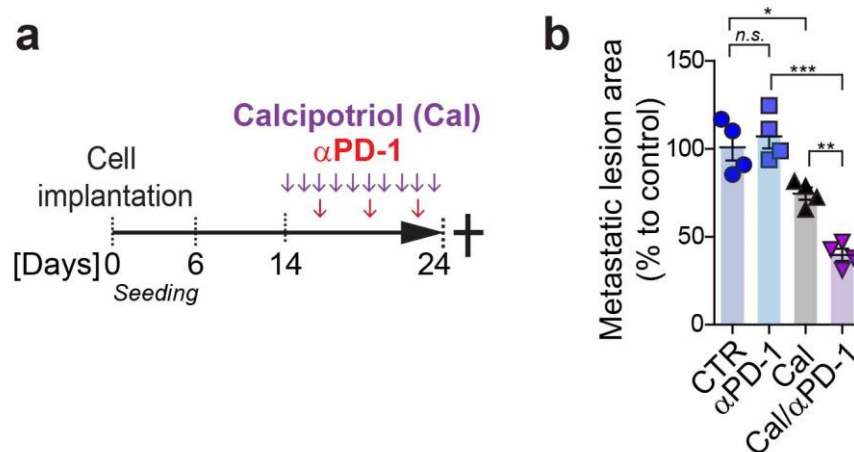 a
Calcipotriol (Cal)
αPD-1
Cell
implantation
[Days] 0 6 14 24
Seeding
b
Metastatic lesion area
(% to control)
150
100
50
0
*
n.s.
***
**
CTR
αPD-1
Cal
Cal/αPD-1